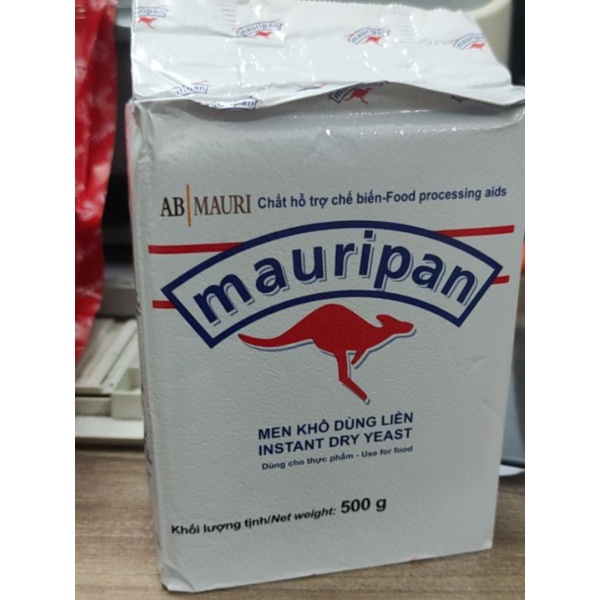 mauripan
AB MAURI Chất hỗ trợ chế biến-Food processing aids
mauripan
MEN KHÔ DÙNG LIỀN
INSTANT DRY YEAST
Dùng cho thực phẩm - Use for food
Khối lượng tịnh/Net weight: 500 g